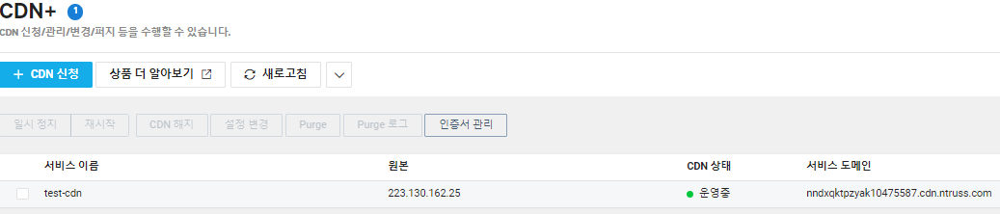 CDN+ 1
CDN 신청/관리/변경/퍼지 등을 수행할 수 있습니다.
+ CDN 신청 상품 더 알아보기 새로고침
일시 정지 재시작 CDN 해지 설정 변경 Purge Purge 로그 인증서 관리
서비스 이름 원본 CDN 상태 서비스 도메인
test-cdn 223.130.162.25 운영중 nndxqktpzyak10475587.cdn.ntruss.com